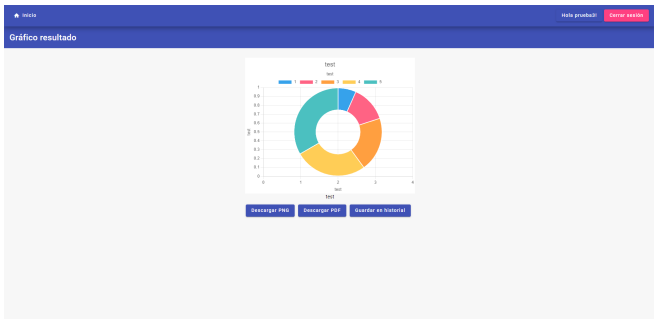 Inicio
Hola prueba3!
Cerrar sesión
Gráfico resultado
test
test
1 2 3 4 5
1
0.9
0.8
0.7
0.6
0.5
0.4
0.3
0.2
0.1
0
test
0 1 2 3 4
test
test
Descargar PNG
Descargar PDF
Guardar en historial